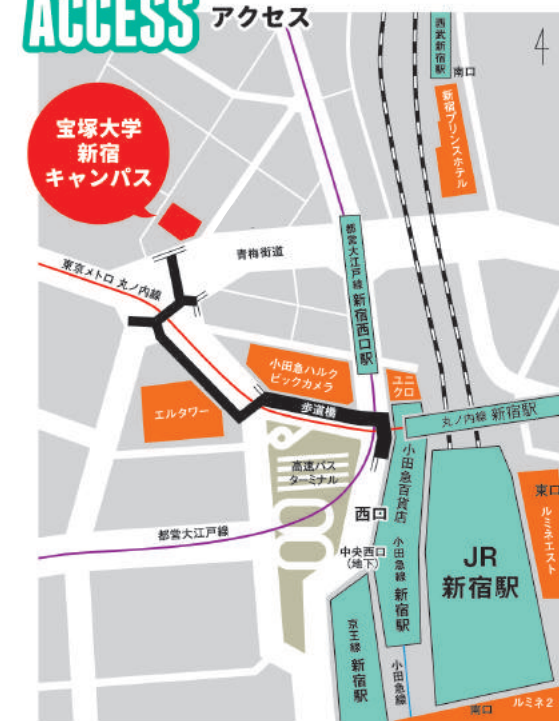 ACCESS アクセス
4
西武新宿駅
南口
新宿プリンスホテル
宝塚大学
新宿
キャンパス
青梅街道
東京メトロ 丸ノ内線
都営大江戸線 新宿西口駅
小田急ハルク
ビックカメラ
ユニ
クロ
エルタワー
歩道橋
丸ノ内線 新宿駅
高速バス
ターミナル
小田急百貨店
西口
東口
ルミネエスト
都営大江戸線
中央西口
(地下)
小田急線 新宿駅
JR
新宿駅
京王線 新宿駅
小田急線
南口
ルミネ2